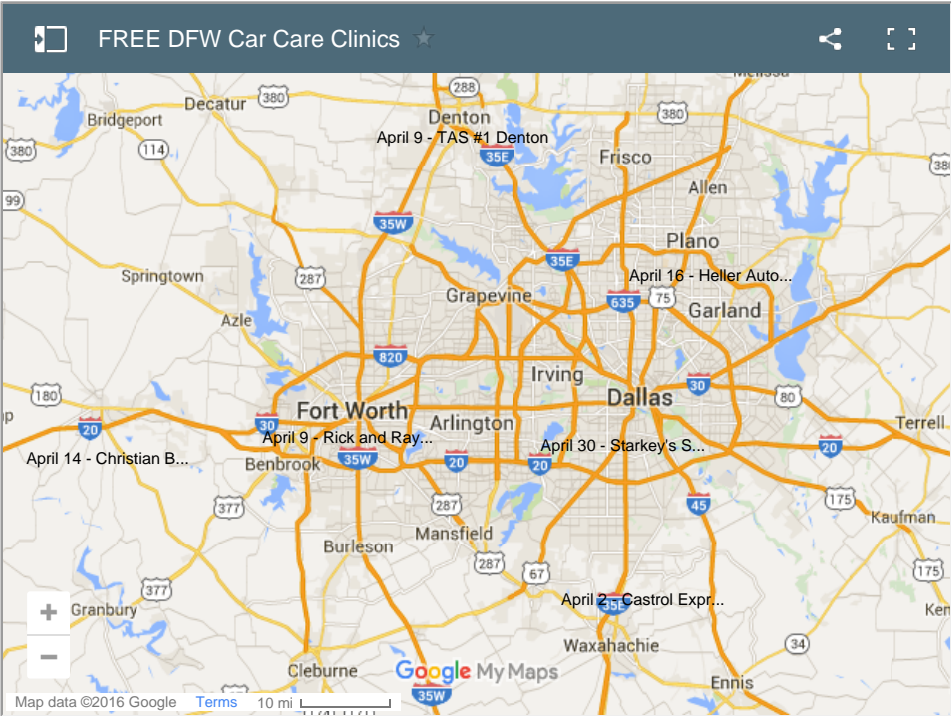 FREE DFW Car Care Clinics
288
Decatur
380
380
Bridgeport
Denton
April 9 - TAS #1 Denton
380
114
35E
Frisco
380
99
Allen
35W
Plano
35E
Springtown
287
April 16 - Heller Auto...
Grapevine
635
75
Garland
Azle
820
Irving
30
180
Dallas
80
Fort Worth
20
30
Arlington
Terrell
April 9 - Rick and Ray...
April 30 - Starkey's S...
20
April 14 - Christian B...
Benbrook
35W
20
20
377
287
45
175
Mansfield
Kaufman
Burleson
287
67
175
377
+
April 2 - Castrol Expr...
35E
Granbury
Ken
Waxahachie
34
−
Cleburne
Google My Maps
Ennis
35W
Map data ©2016 Google Terms 10 mi